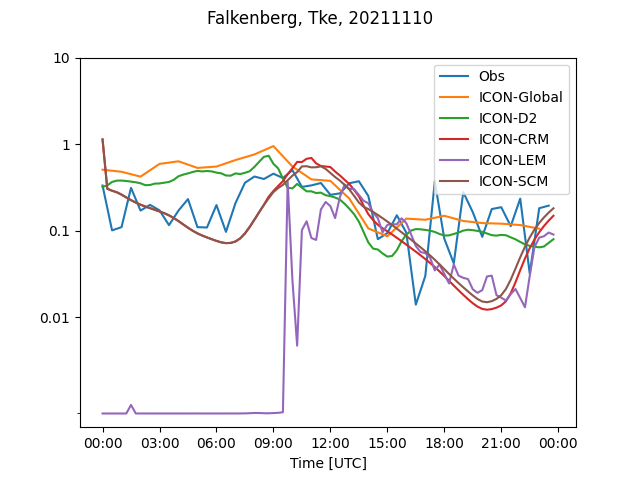 Falkenberg, Tke, 20211110
10
1
0.1
0.01
Obs
ICON-Global
ICON-D2
ICON-CRM
ICON-LEM
ICON-SCM
00:00 03:00 06:00 09:00 12:00 15:00 18:00 21:00 00:00
Time [UTC]